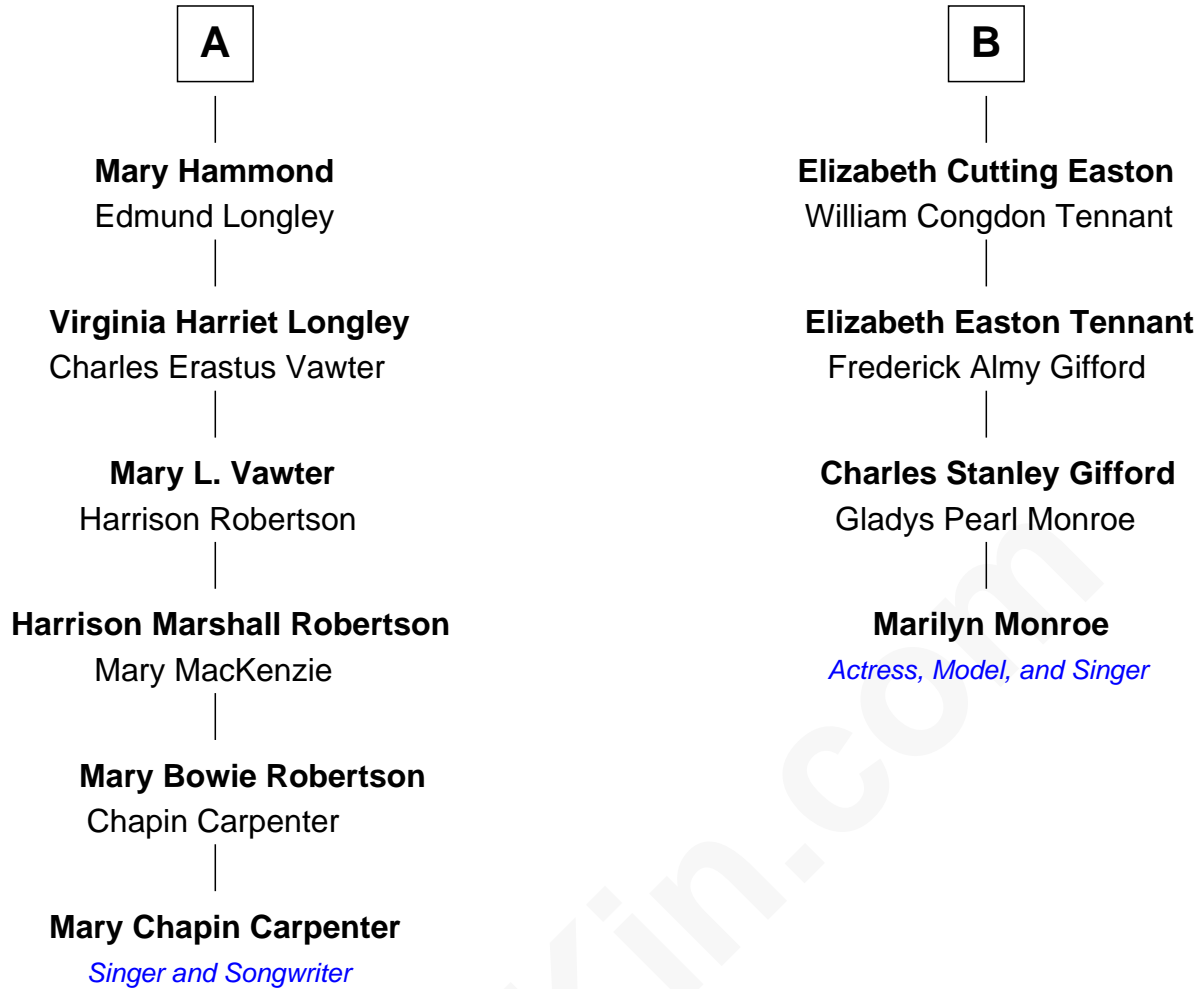 A
Mary Hammond
Edmund Longley
Virginia Harriet Longley
Charles Erastus Vawter
Mary L. Vawter
Harrison Robertson
Harrison Marshall Robertson
Mary MacKenzie
Mary Bowie Robertson
Chapin Carpenter
Mary Chapin Carpenter
Singer and Songwriter
B
Elizabeth Cutting Easton
William Congdon Tennant
Elizabeth Easton Tennant
Frederick Almy Gifford
Charles Stanley Gifford
Gladys Pearl Monroe
Marilyn Monroe
Actress, Model, and Singer
Kin.com